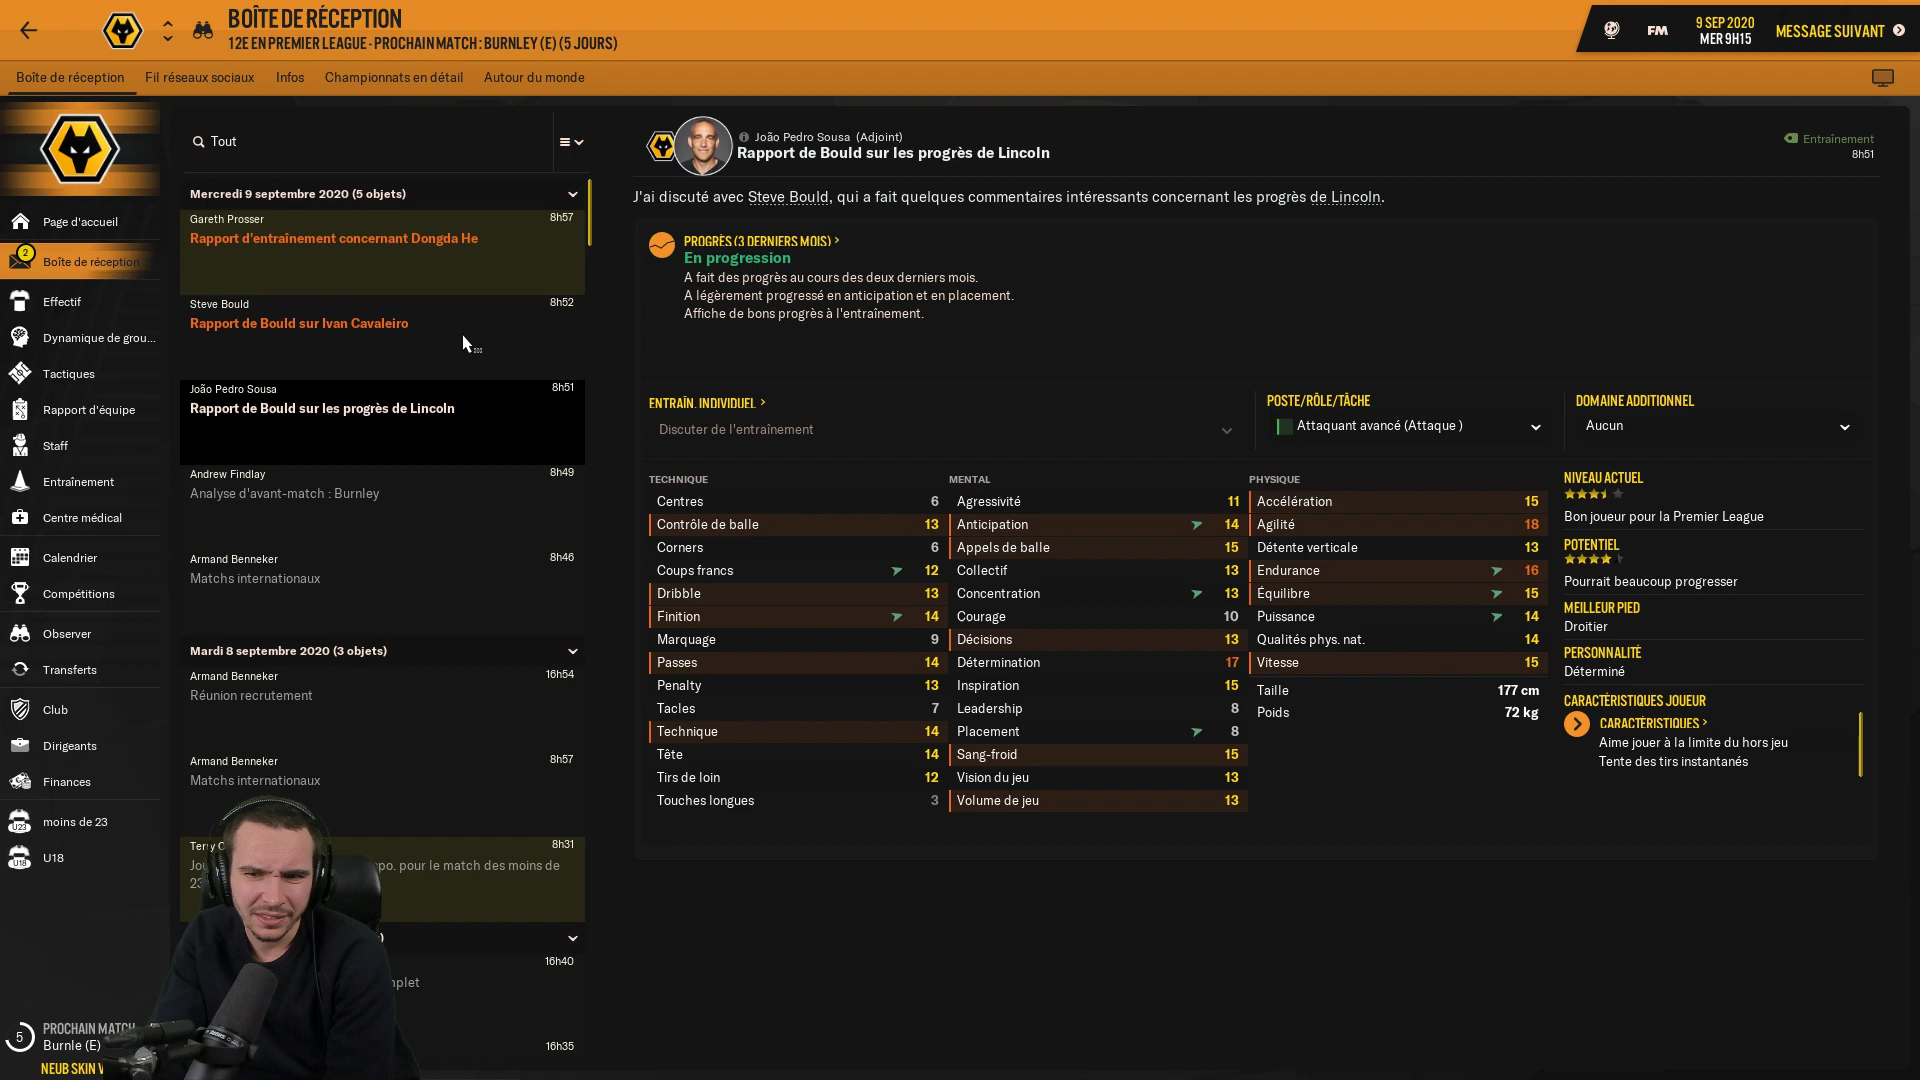 BOÎTE DE RÉCEPTION
12E EN PREMIER LEAGUE - PROCHAIN MATCH : BURNLEY (E) (5 JOURS)
FM
9 SEP 2020
MER 9H15
MESSAGE SUIVANT
Boîte de réception
Fil réseaux sociaux
Infos
Championnats en détail
Autour du monde
Page d'accueil
2
Boîte de réception
Effectif
Dynamique de grou...
Tactiques
Rapport d'équipe
Staff
Entraînement
Centre médical
Calendrier
Compétitions
Observer
Transferts
Club
Dirigeants
Finances
U23
moins de 23
U18
U18
5
PROCHAIN MATCH
Burnle (E)
NEUB SKIN V
Tout
Mercredi 9 septembre 2020 (5 objets)
Gareth Prosser
8h57
Rapport d'entraînement concernant Dongda He
Steve Bould
8h52
Rapport de Bould sur Ivan Cavaleiro
João Pedro Sousa
8h51
Rapport de Bould sur les progrès de Lincoln
Andrew Findlay
8h49
Analyse d'avant-match : Burnley
Armand Benneker
8h46
Matchs internationaux
Mardi 8 septembre 2020 (3 objets)
Armand Benneker
16h54
Réunion recrutement
Armand Benneker
8h57
Matchs internationaux
Terry C
8h31
po. pour le match des moins de
23
)
16h40
mplet
16h35
João Pedro Sousa (Adjoint)
Rapport de Bould sur les progrès de Lincoln
Entraînement
8h51
J'ai discuté avec Steve Bould, qui a fait quelques commentaires intéressants concernant les progrès de Lincoln.
PROGRÈS (3 DERNIERS MOIS) >
En progression
A fait des progrès au cours des deux derniers mois.
A légèrement progressé en anticipation et en placement.
Affiche de bons progrès à l'entraînement.
ENTRAÎN. INDIVIDUEL >
Discuter de l'entraînement
POSTE/RÔLE/TÂCHE
Attaquant avancé (Attaque )
DOMAINE ADDITIONNEL
Aucun
TECHNIQUE
Centres 6
Contrôle de balle 13
Corners 6
Coups francs 12
Dribble 13
Finition 14
Marquage 9
Passes 14
Penalty 13
Tacles 7
Technique 14
Tête 14
Tirs de loin 12
Touches longues 3
MENTAL
Agressivité 11
Anticipation 14
Appels de balle 15
Collectif 13
Concentration 13
Courage 10
Décisions 13
Détermination 17
Inspiration 15
Leadership 8
Placement 8
Sang-froid 15
Vision du jeu 13
Volume de jeu 13
PHYSIQUE
Accélération 15
Agilité 18
Détente verticale 13
Endurance 16
Équilibre 15
Puissance 14
Qualités phys. nat. 14
Vitesse 15
Taille 177 cm
Poids 72 kg
NIVEAU ACTUEL
Bon joueur pour la Premier League
POTENTIEL
Pourrait beaucoup progresser
MEILLEUR PIED
Droitier
PERSONNALITÉ
Déterminé
CARACTÉRISTIQUES JOUEUR
CARACTÉRISTIQUES >
Aime jouer à la limite du hors jeu
Tente des tirs instantanés